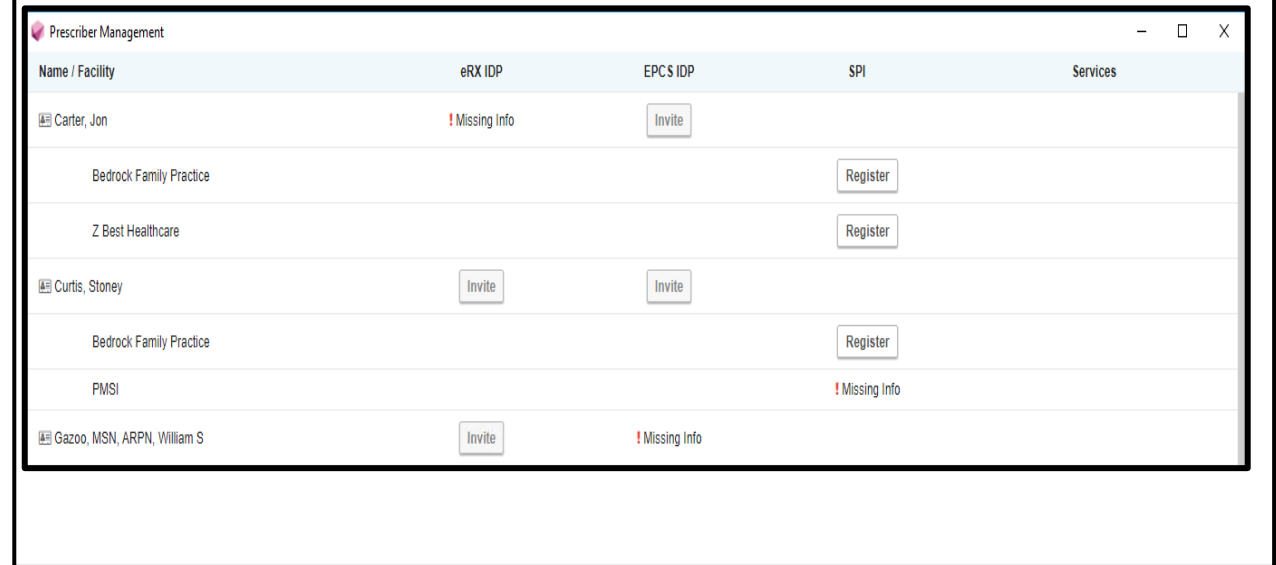 Prescriber Management
Name / Facility eRX IDP EPCS IDP SPI Services
Carter, Jon ! Missing Info Invite
Bedrock Family Practice Register
Z Best Healthcare Register
Curtis, Stoney Invite Invite
Bedrock Family Practice Register
PMSI ! Missing Info
Gazoo, MSN, ARPN, William S Invite ! Missing Info